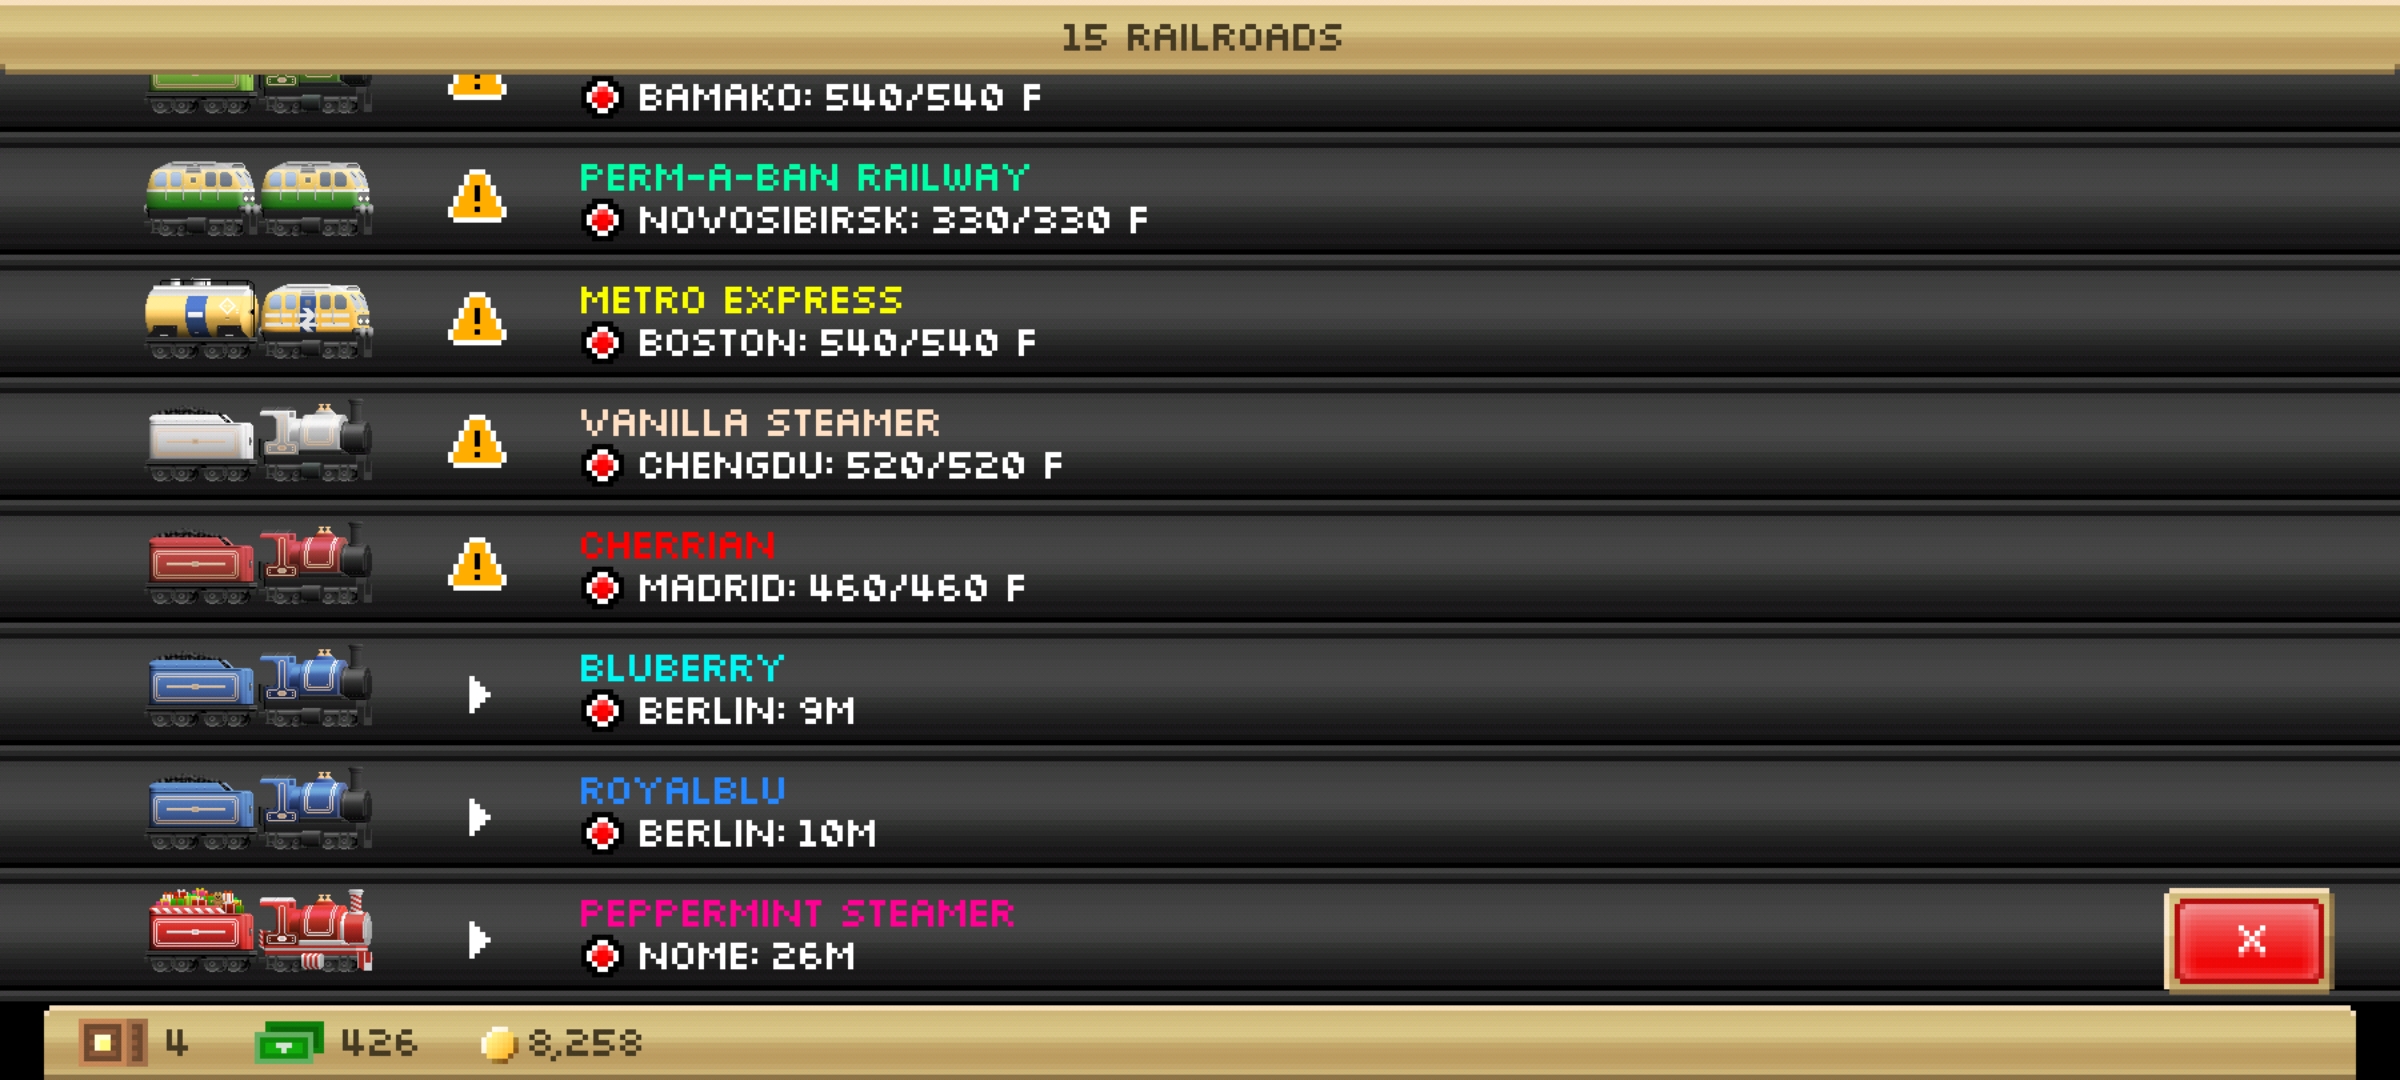 15 RAILROADS
BAMAKO: 540/540 F
PERM-A-BAN RAILWAY
NOVOSIBIRSK: 330/330 F
METRO EXPRESS
BOSTON: 540/540 F
VANILLA STEAMER
CHENGDU: 520/520 F
CHERRIAN
MADRID: 460/460 F
BLUBERRY
BERLIN: 9M
ROYALBLU
BERLIN: 10M
PEPPERMINT STEAMER
NOME: 26M
4 426 8,258